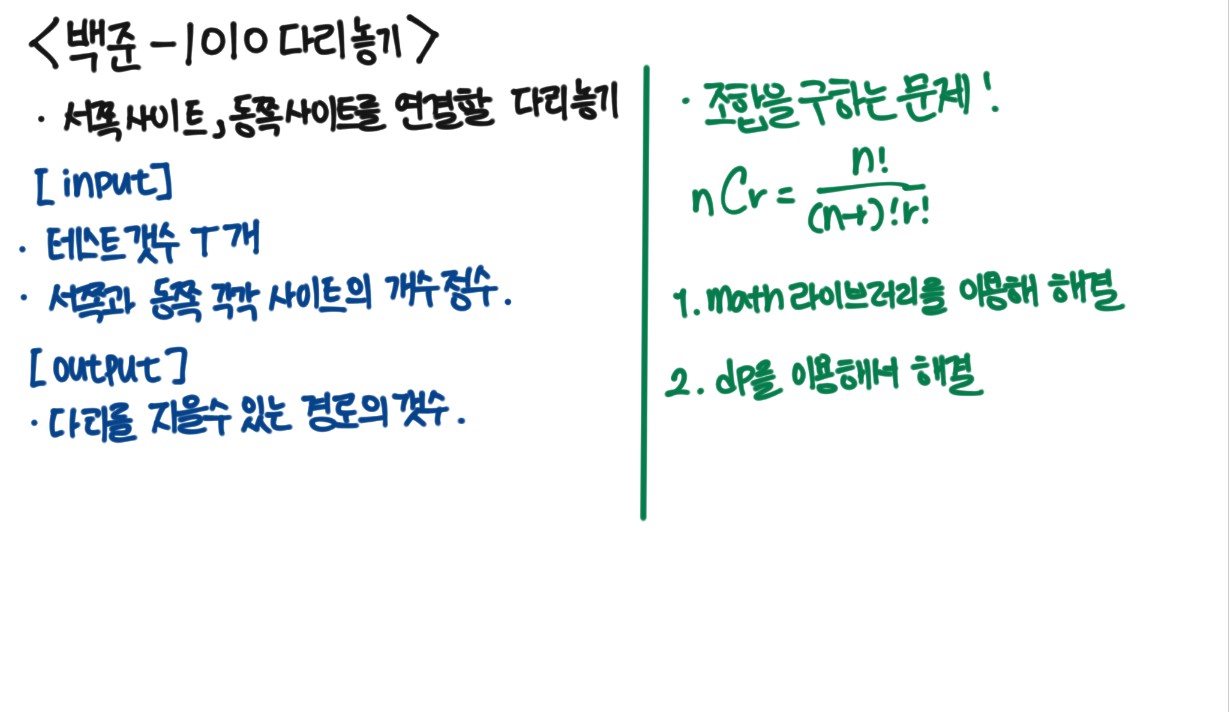 <백준 - 1010 다리놓기>
· 서쪽사이트, 동쪽사이트를 연결할 다리놓기
[input]
· 테스트갯수 T개
· 서쪽과 동쪽 각각 사이트의 개수정수.
[output]
· 다리를 지을수 있는 경로의 갯수.
· 조합을 구하는 문제!
nCr = n! / (n-r)!r!
1. math 라이브러리를 이용해 해결
2. dp를 이용해서 해결